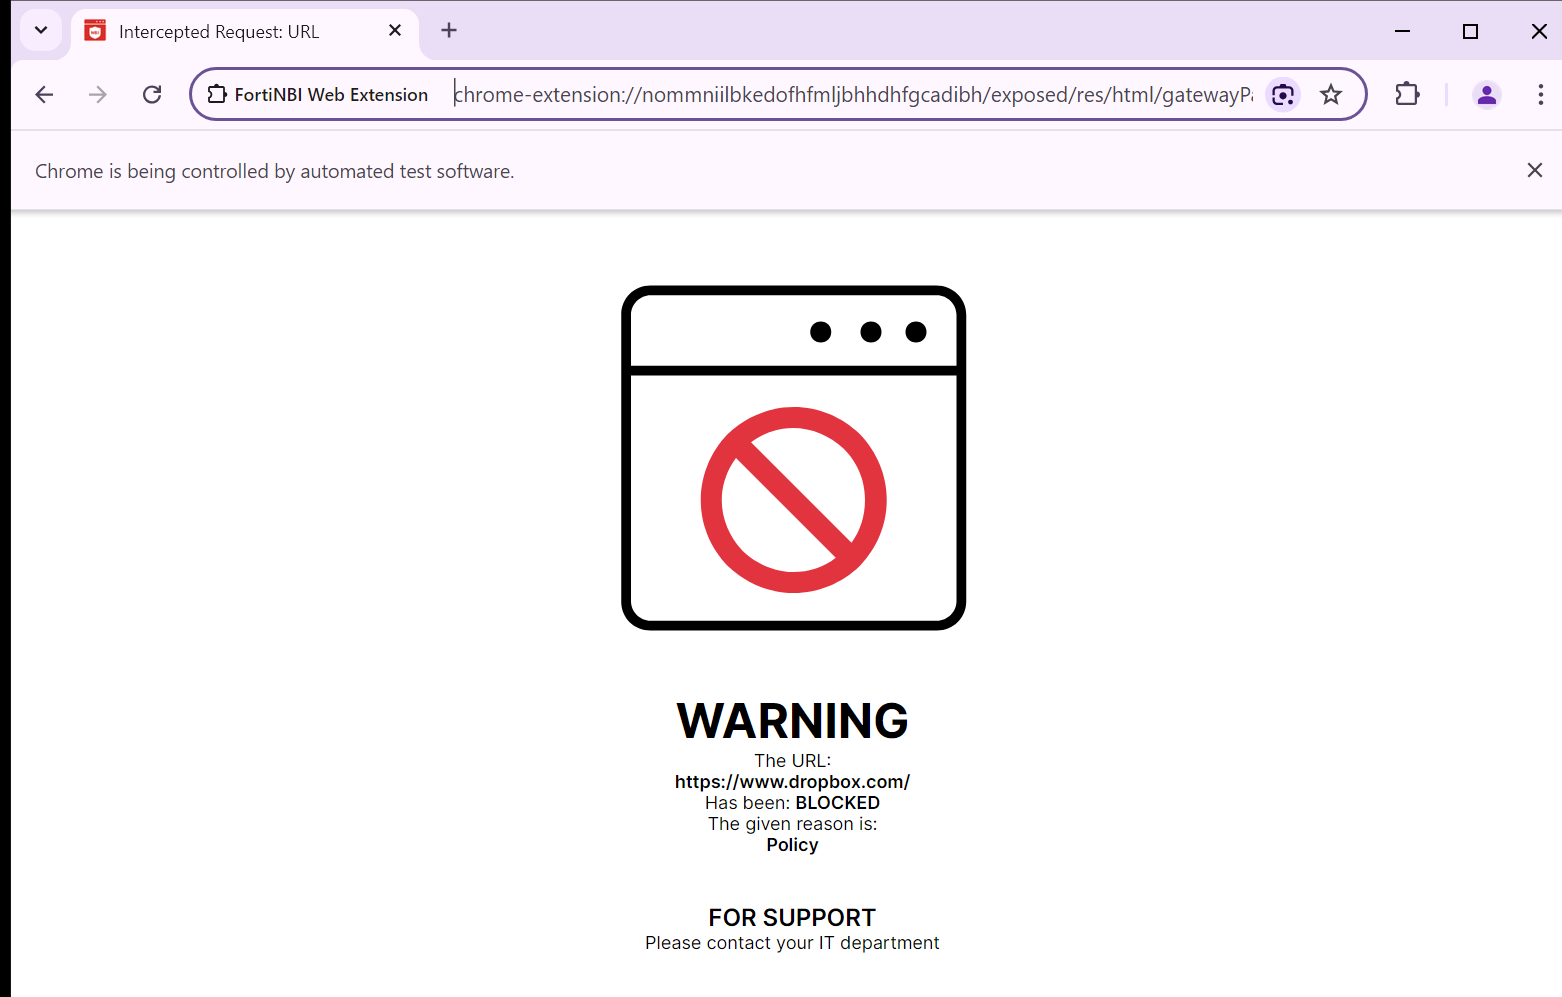 Intercepted Request: URL
FortiNBI Web Extension chrome-extension://nommniilbkedofhfmljbhhdhfgcadibh/exposed/res/html/gatewayPa
Chrome is being controlled by automated test software.
WARNING
The URL:
https://www.dropbox.com/
Has been: BLOCKED
The given reason is:
Policy
FOR SUPPORT
Please contact your IT department